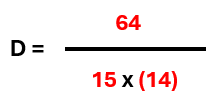 64
D =
15 x (14)